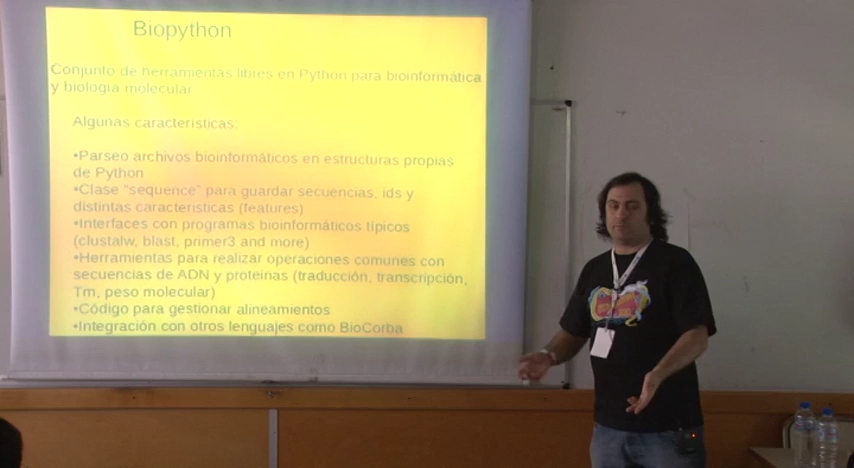 Biopython
Conjunto de herramientas libres en Python para bioinformática
y biología molecular
Algunas características:
•Parseo archivos bioinformáticos en estructuras propias
de Python
•Clase "sequence" para guardar secuencias, ids y
distintas características (features)
•Interfaces con programas bioinformáticos típicos
(clustalw, blast, primer3 and more)
•Herramientas para realizar operaciones comunes con
secuencias de ADN y proteínas (traducción, transcripción,
Tm, peso molecular)
•Código para gestionar alineamientos
•Integración con otros lenguajes como BioCorba